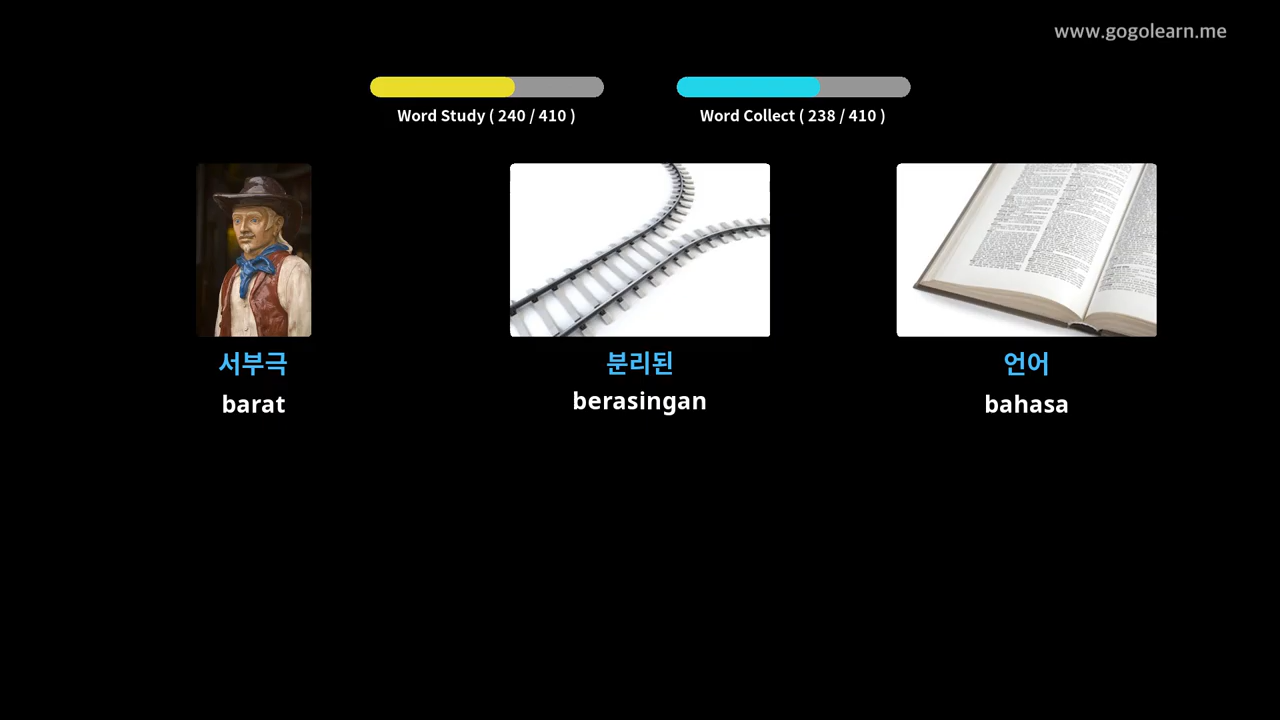 www.gogolearn.me
Word Study ( 240 / 410 )
Word Collect ( 238 / 410 )
서부극
분리된
언어
barat
berasingan
bahasa